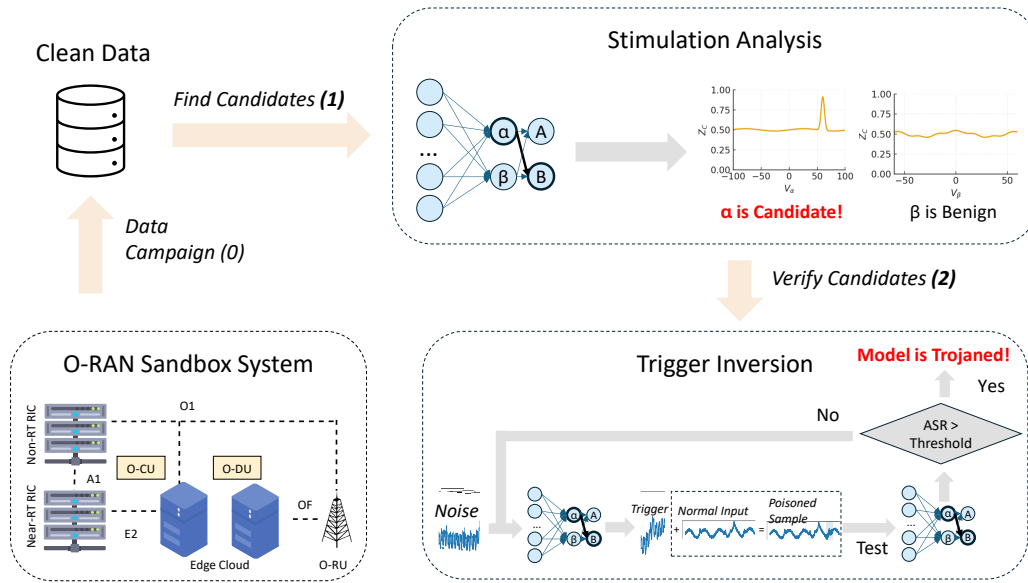 Clean Data
Find Candidates (1)
Data
Campaign (0)
Stimulation Analysis
...
α
β
A
B
1.00
0.75
0.50
0.25
0.00
Z_C
-100 -50 0 50 100
V_α
α is Candidate!
1.00
0.75
0.50
0.25
0.00
Z_C
-50 0 50
V_β
β is Benign
Verify Candidates (2)
O-RAN Sandbox System
Non-RT RIC
Near-RT RIC
O1
A1
E2
O-CU
O-DU
OF
Edge Cloud
O-RU
Trigger Inversion
Model is Trojaned!
Yes
No
ASR >
Threshold
Noise
...
α
β
A
B
Trigger
+
Normal Input
=
Poisoned
Sample
Test
...
α
β
A
B